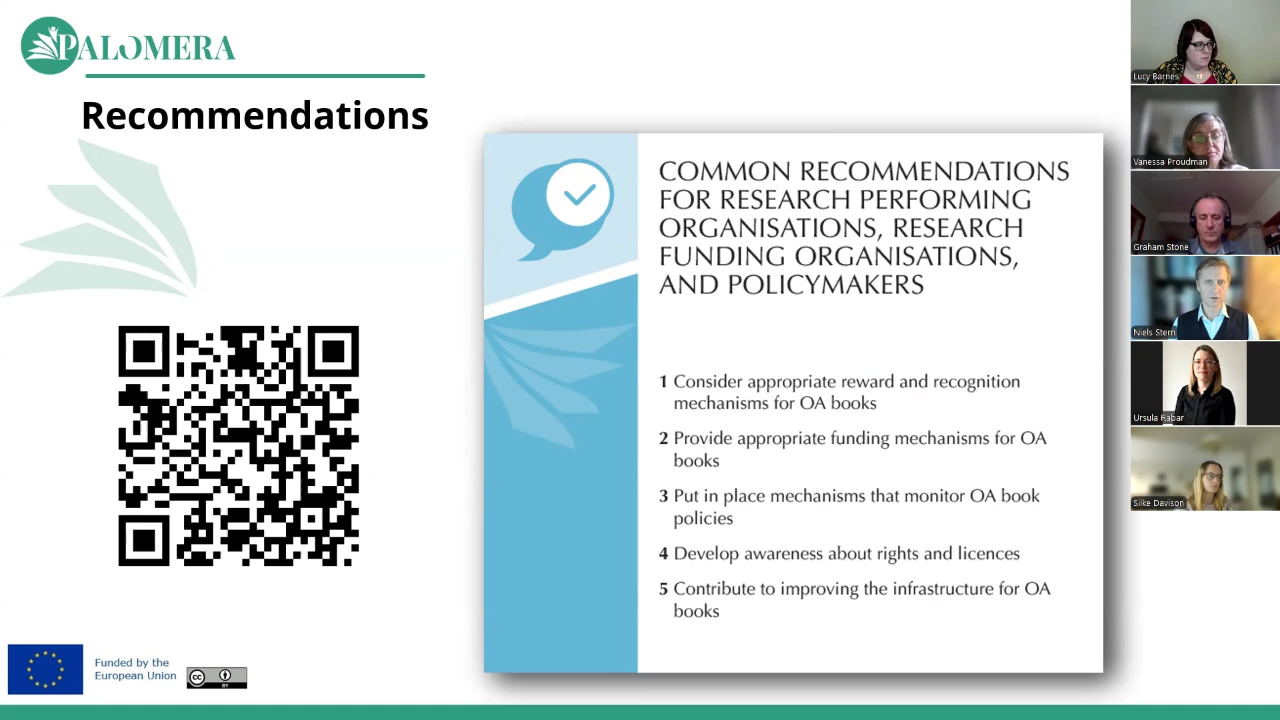 PALOMERA
Recommendations
COMMON RECOMMENDATIONS
FOR RESEARCH PERFORMING
ORGANISATIONS, RESEARCH
FUNDING ORGANISATIONS,
AND POLICYMAKERS
1 Consider appropriate reward and recognition
mechanisms for OA books
2 Provide appropriate funding mechanisms for OA
books
3 Put in place mechanisms that monitor OA book
policies
4 Develop awareness about rights and licences
5 Contribute to improving the infrastructure for OA
books
Funded by the
European Union
cc
BY
Lucy Barnes
Vanessa Proudman
Graham Stone
Niels Stern
Ursula Rabar
Silke Davison